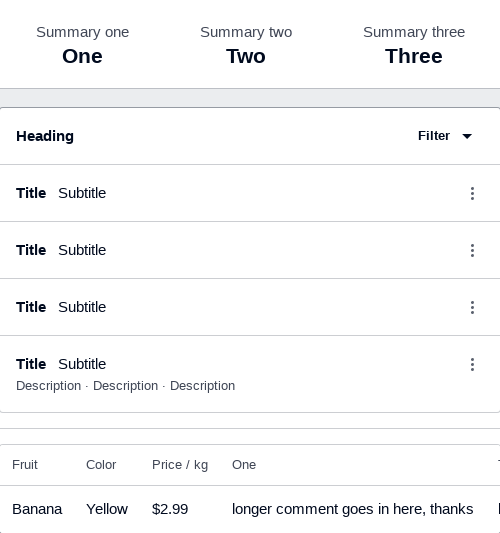 Summary one Summary two Summary three
One Two Three
Heading Filter
Title Subtitle
Title Subtitle
Title Subtitle
Title Subtitle
Description · Description · Description
Fruit Color Price / kg One
Banana Yellow $2.99 longer comment goes in here, thanks